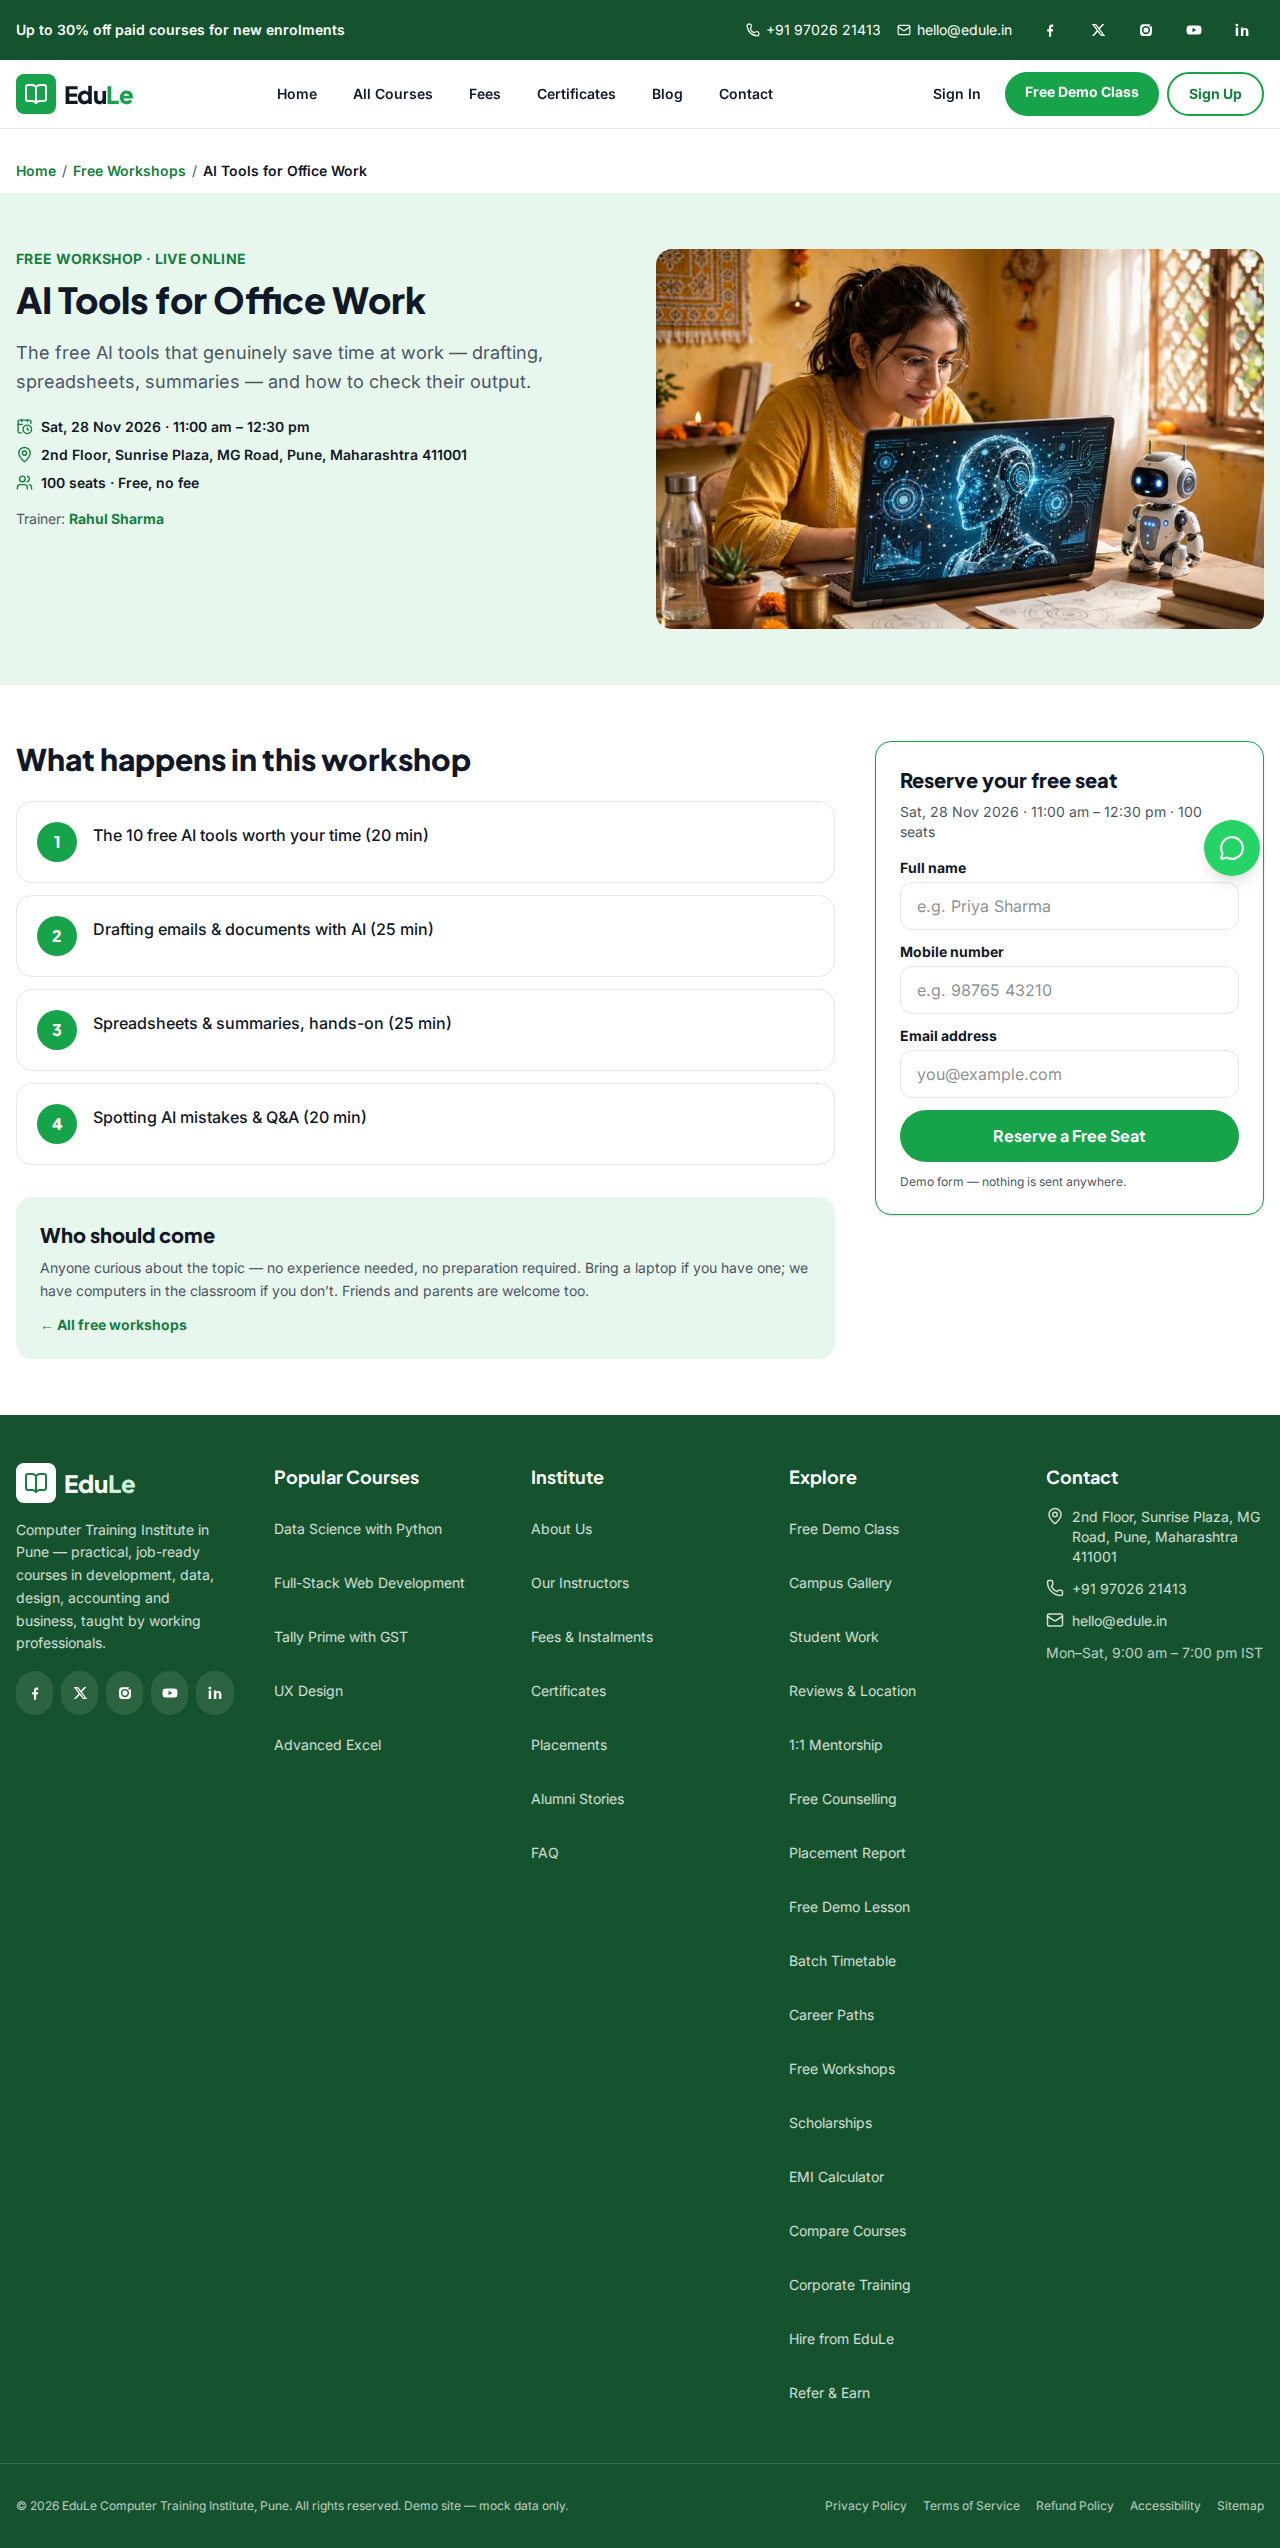 Up to 30% off paid courses for new enrolments
+91 97026 21413
hello@edule.in
EduLe
Home
All Courses
Fees
Certificates
Blog
Contact
Sign In
Free Demo Class
Sign Up
Home / Free Workshops / AI Tools for Office Work
FREE WORKSHOP · LIVE ONLINE
AI Tools for Office Work
The free AI tools that genuinely save time at work — drafting,
spreadsheets, summaries — and how to check their output.
Sat, 28 Nov 2026 · 11:00 am – 12:30 pm
2nd Floor, Sunrise Plaza, MG Road, Pune, Maharashtra 411001
100 seats · Free, no fee
Trainer: Rahul Sharma
What happens in this workshop
1
The 10 free AI tools worth your time (20 min)
2
Drafting emails & documents with AI (25 min)
3
Spreadsheets & summaries, hands-on (25 min)
4
Spotting AI mistakes & Q&A (20 min)
Who should come
Anyone curious about the topic — no experience needed, no preparation required. Bring a laptop if you have one; we
have computers in the classroom if you don’t. Friends and parents are welcome too.
← All free workshops
Reserve your free seat
Sat, 28 Nov 2026 · 11:00 am – 12:30 pm · 100
seats
Full name
e.g. Priya Sharma
Mobile number
e.g. 98765 43210
Email address
you@example.com
Reserve a Free Seat
Demo form — nothing is sent anywhere.
EduLe
Computer Training Institute in
Pune — practical, job-ready
courses in development, data,
design, accounting and
business, taught by working
professionals.
Popular Courses
Data Science with Python
Full-Stack Web Development
Tally Prime with GST
UX Design
Advanced Excel
Institute
About Us
Our Instructors
Fees & Instalments
Certificates
Placements
Alumni Stories
FAQ
Explore
Free Demo Class
Campus Gallery
Student Work
Reviews & Location
1:1 Mentorship
Free Counselling
Placement Report
Free Demo Lesson
Batch Timetable
Career Paths
Free Workshops
Scholarships
EMI Calculator
Compare Courses
Corporate Training
Hire from EduLe
Refer & Earn
Contact
2nd Floor, Sunrise Plaza, MG
Road, Pune, Maharashtra
411001
+91 97026 21413
hello@edule.in
Mon–Sat, 9:00 am – 7:00 pm IST
© 2026 EduLe Computer Training Institute, Pune. All rights reserved. Demo site — mock data only.
Privacy Policy
Terms of Service
Refund Policy
Accessibility
Sitemap